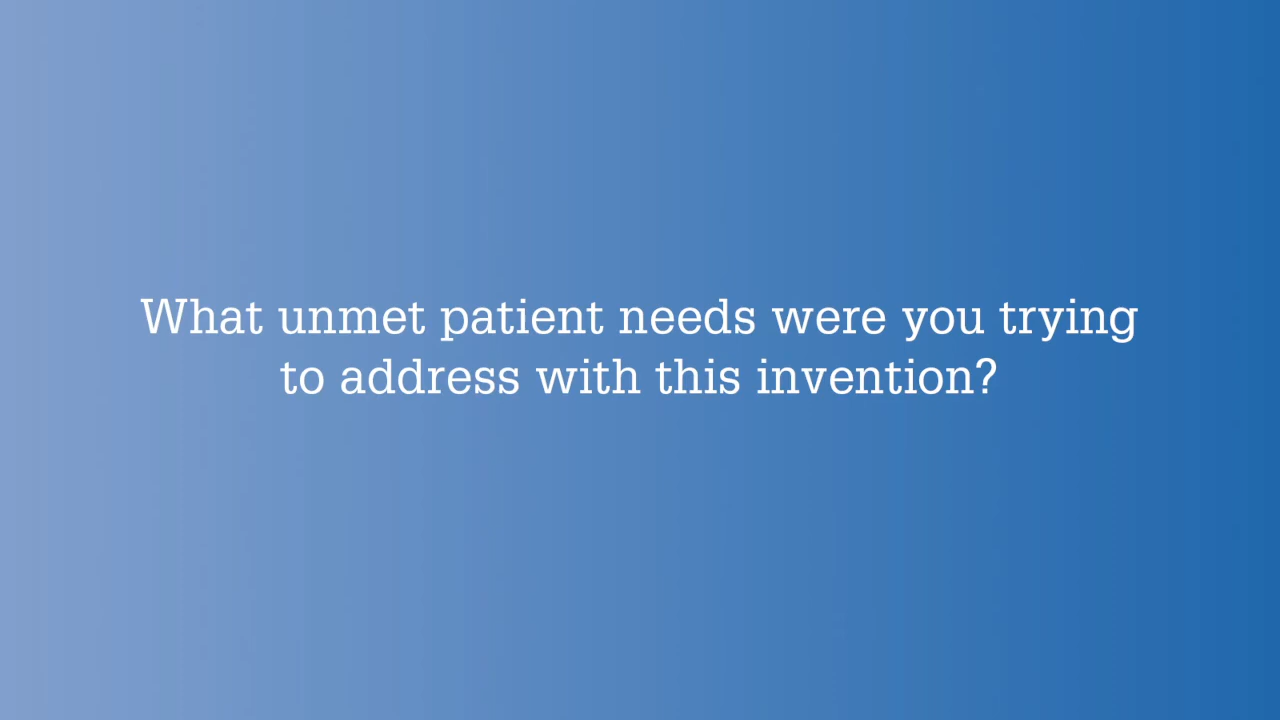 What unmet patient needs were you trying
to address with this invention?